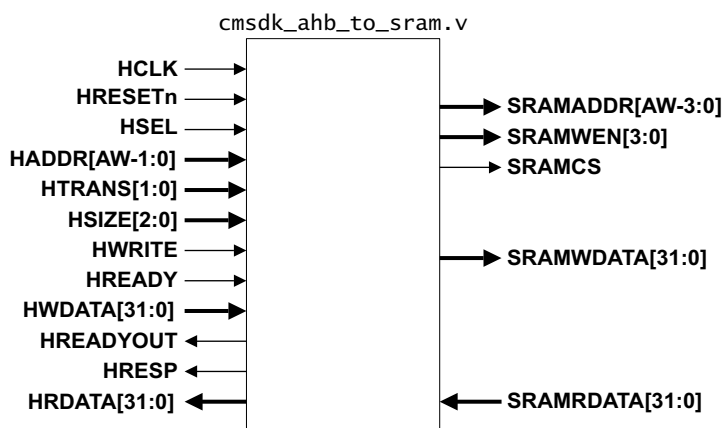 cmsdk_ahb_to_sram.v
HCLK
HRESETn
HSEL
HADDR[AW-1:0]
HTRANS[1:0]
HSIZE[2:0]
HWRITE
HREADY
HWDATA[31:0]
HREADYOUT
HRESP
HRDATA[31:0]
SRAMADDR[AW-3:0]
SRAMWEN[3:0]
SRAMCS
SRAMWDATA[31:0]
SRAMRDATA[31:0]